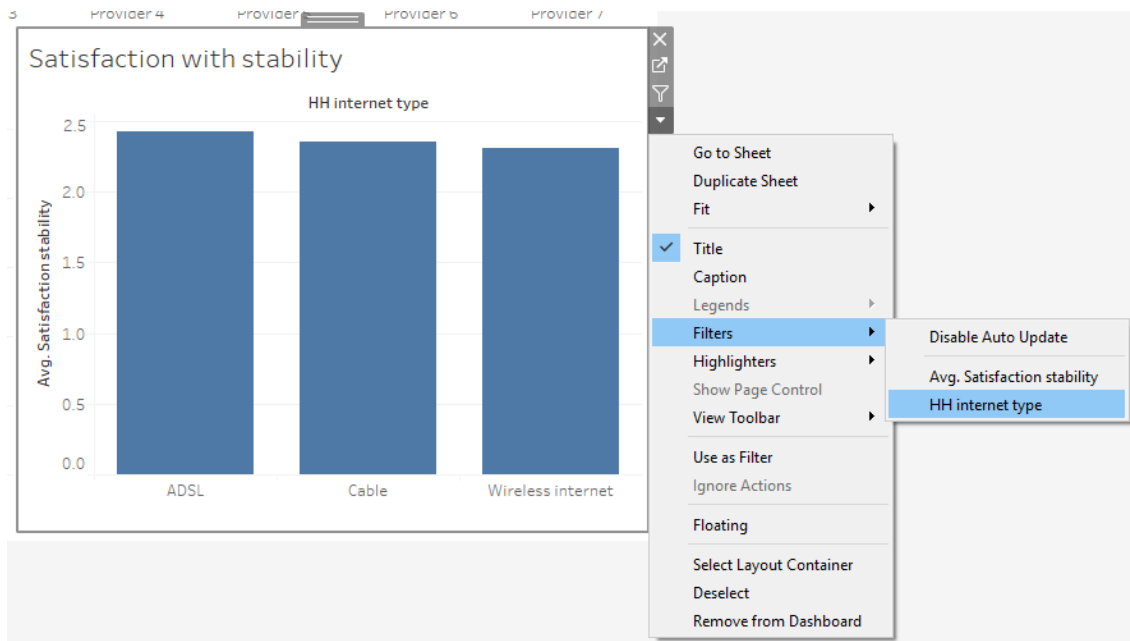 3 Provider 4 Provider 5 Provider 6 Provider 7
Satisfaction with stability
HH internet type
Avg. Satisfaction stability
2.5
2.0
1.5
1.0
0.5
0.0
ADSL Cable Wireless internet
Go to Sheet
Duplicate Sheet
Fit
Title
Caption
Legends
Filters
Highlighters
Show Page Control
View Toolbar
Use as Filter
Ignore Actions
Floating
Select Layout Container
Deselect
Remove from Dashboard
Disable Auto Update
Avg. Satisfaction stability
HH internet type